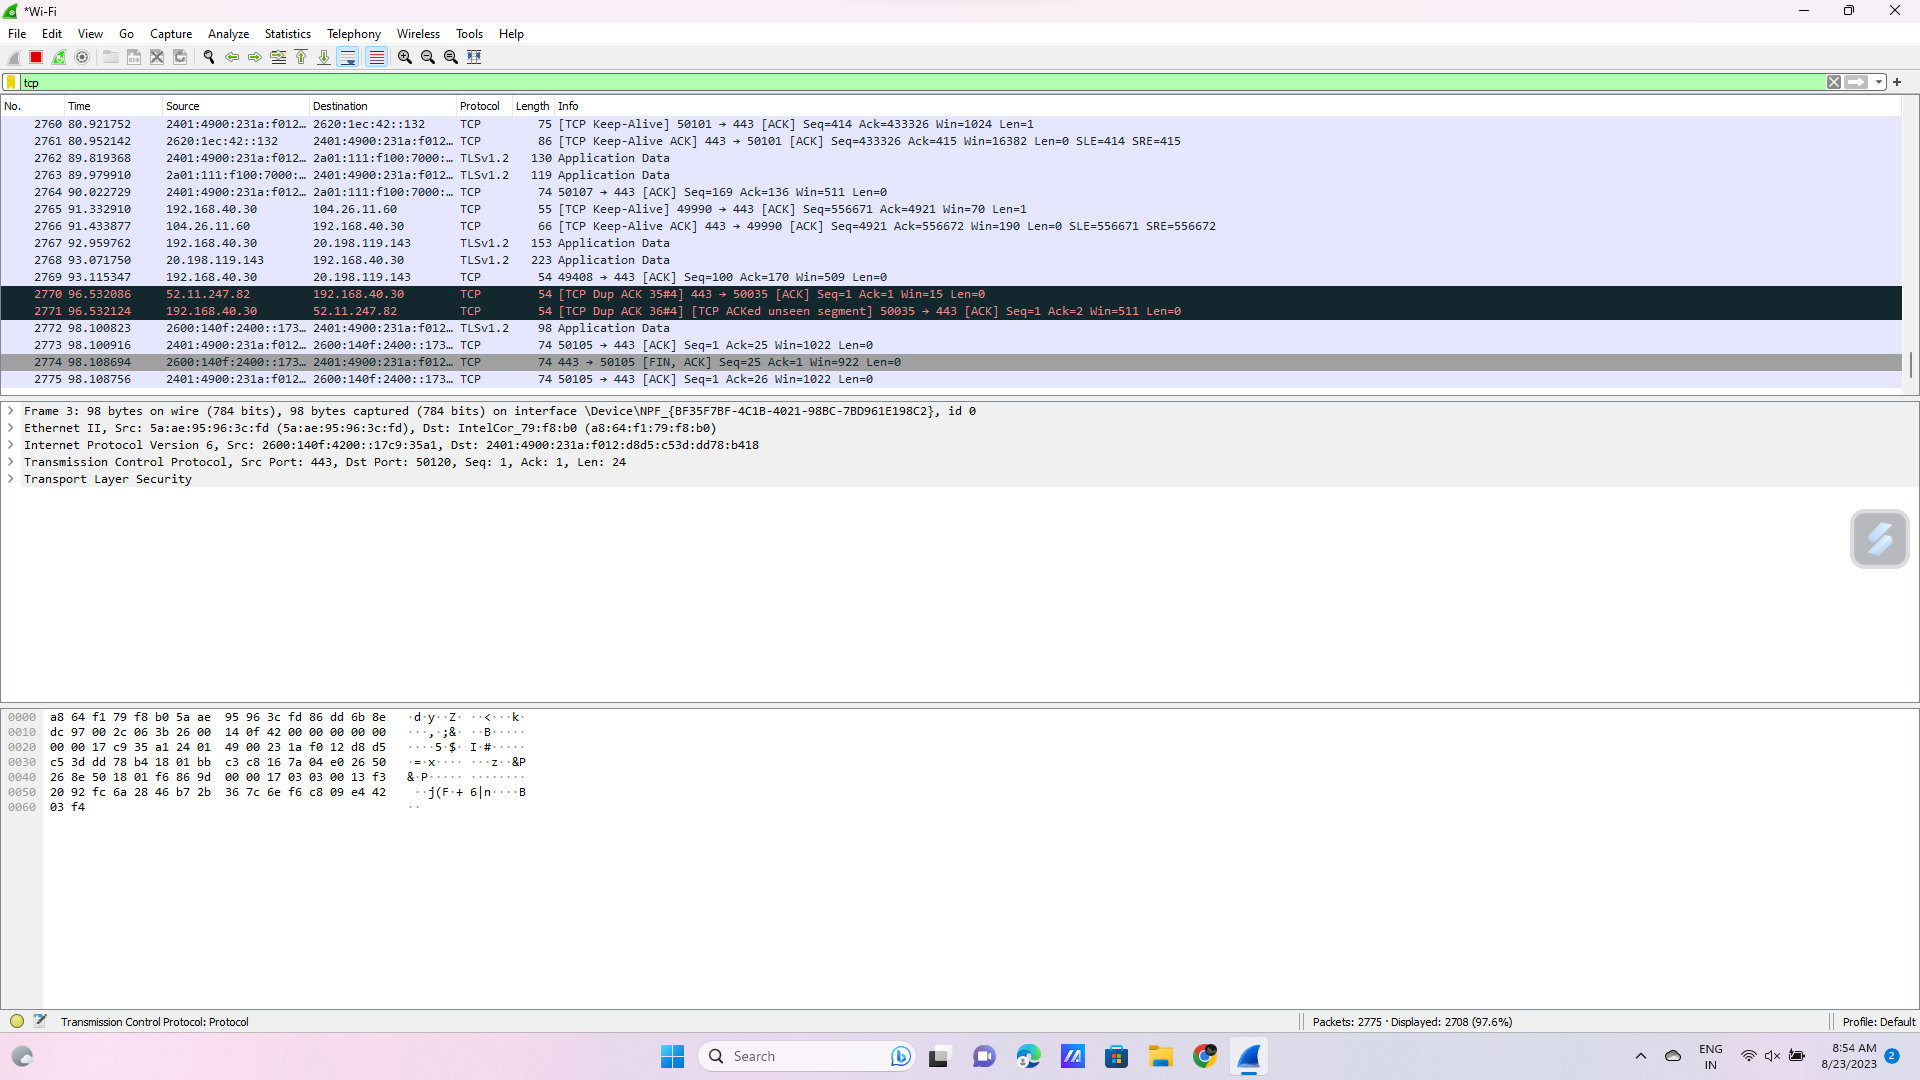 *Wi-Fi
File Edit View Go Capture Analyze Statistics Telephony Wireless Tools Help
tcp
No. Time Source Destination Protocol Length Info
2760 80.921752 2401:4900:231a:f012… 2620:1ec:42::132 TCP 75 [TCP Keep-Alive] 50101 → 443 [ACK] Seq=414 Ack=433326 Win=1024 Len=1
2761 80.952142 2620:1ec:42::132 2401:4900:231a:f012… TCP 86 [TCP Keep-Alive ACK] 443 → 50101 [ACK] Seq=433326 Ack=415 Win=16382 Len=0 SLE=414 SRE=415
2762 89.819368 2401:4900:231a:f012… 2a01:111:f100:7000:… TLSv1.2 130 Application Data
2763 89.979910 2a01:111:f100:7000:… 2401:4900:231a:f012… TLSv1.2 119 Application Data
2764 90.022729 2401:4900:231a:f012… 2a01:111:f100:7000:… TCP 74 50107 → 443 [ACK] Seq=169 Ack=136 Win=511 Len=0
2765 91.332910 192.168.40.30 104.26.11.60 TCP 55 [TCP Keep-Alive] 49990 → 443 [ACK] Seq=556671 Ack=4921 Win=70 Len=1
2766 91.433877 104.26.11.60 192.168.40.30 TCP 66 [TCP Keep-Alive ACK] 443 → 49990 [ACK] Seq=4921 Ack=556672 Win=190 Len=0 SLE=556671 SRE=556672
2767 92.959762 192.168.40.30 20.198.119.143 TLSv1.2 153 Application Data
2768 93.071750 20.198.119.143 192.168.40.30 TLSv1.2 223 Application Data
2769 93.115347 192.168.40.30 20.198.119.143 TCP 54 49408 → 443 [ACK] Seq=100 Ack=170 Win=509 Len=0
2770 96.532086 52.11.247.82 192.168.40.30 TCP 54 [TCP Dup ACK 35#4] 443 → 50035 [ACK] Seq=1 Ack=1 Win=15 Len=0
2771 96.532124 192.168.40.30 52.11.247.82 TCP 54 [TCP Dup ACK 36#4] [TCP ACKed unseen segment] 50035 → 443 [ACK] Seq=1 Ack=2 Win=511 Len=0
2772 98.100823 2600:140f:2400::173… 2401:4900:231a:f012… TLSv1.2 98 Application Data
2773 98.100916 2401:4900:231a:f012… 2600:140f:2400::173… TCP 74 50105 → 443 [ACK] Seq=1 Ack=25 Win=1022 Len=0
2774 98.108694 2600:140f:2400::173… 2401:4900:231a:f012… TCP 74 443 → 50105 [FIN, ACK] Seq=25 Ack=1 Win=922 Len=0
2775 98.108756 2401:4900:231a:f012… 2600:140f:2400::173… TCP 74 50105 → 443 [ACK] Seq=1 Ack=26 Win=1022 Len=0
Frame 3: 98 bytes on wire (784 bits), 98 bytes captured (784 bits) on interface \Device\NPF_{BF35F7BF-4C1B-4021-98BC-7BD961E198C2}, id 0
Ethernet II, Src: 5a:ae:95:96:3c:fd (5a:ae:95:96:3c:fd), Dst: IntelCor_79:f8:b0 (a8:64:f1:79:f8:b0)
Internet Protocol Version 6, Src: 2600:140f:4200::17c9:35a1, Dst: 2401:4900:231a:f012:d8d5:c53d:dd78:b418
Transmission Control Protocol, Src Port: 443, Dst Port: 50120, Seq: 1, Ack: 1, Len: 24
Transport Layer Security
0000 a8 64 f1 79 f8 b0 5a ae 95 96 3c fd 86 dd 6b 8e ·d·y··Z· ··<···k·
0010 dc 97 00 2c 06 3b 26 00 14 0f 42 00 00 00 00 00 ···,·;&· ··B·····
0020 00 00 17 c9 35 a1 24 01 49 00 23 1a f0 12 d8 d5 ····5·$· I·#·····
0030 c5 3d dd 78 b4 18 01 bb c3 c8 16 7a 04 e0 26 50 ·=·x···· ···z··&P
0040 26 8e 50 18 01 f6 86 9d 00 00 17 03 03 00 13 f3 &·P····· ········
0050 20 92 fc 6a 28 46 b7 2b 36 7c 6e f6 c8 09 e4 42 ··j(F·+ 6|n····B
0060 03 f4 ··
Transmission Control Protocol: Protocol
Packets: 2775 · Displayed: 2708 (97.6%)
Profile: Default
Search
ENG
IN
8:54 AM
8/23/2023
2